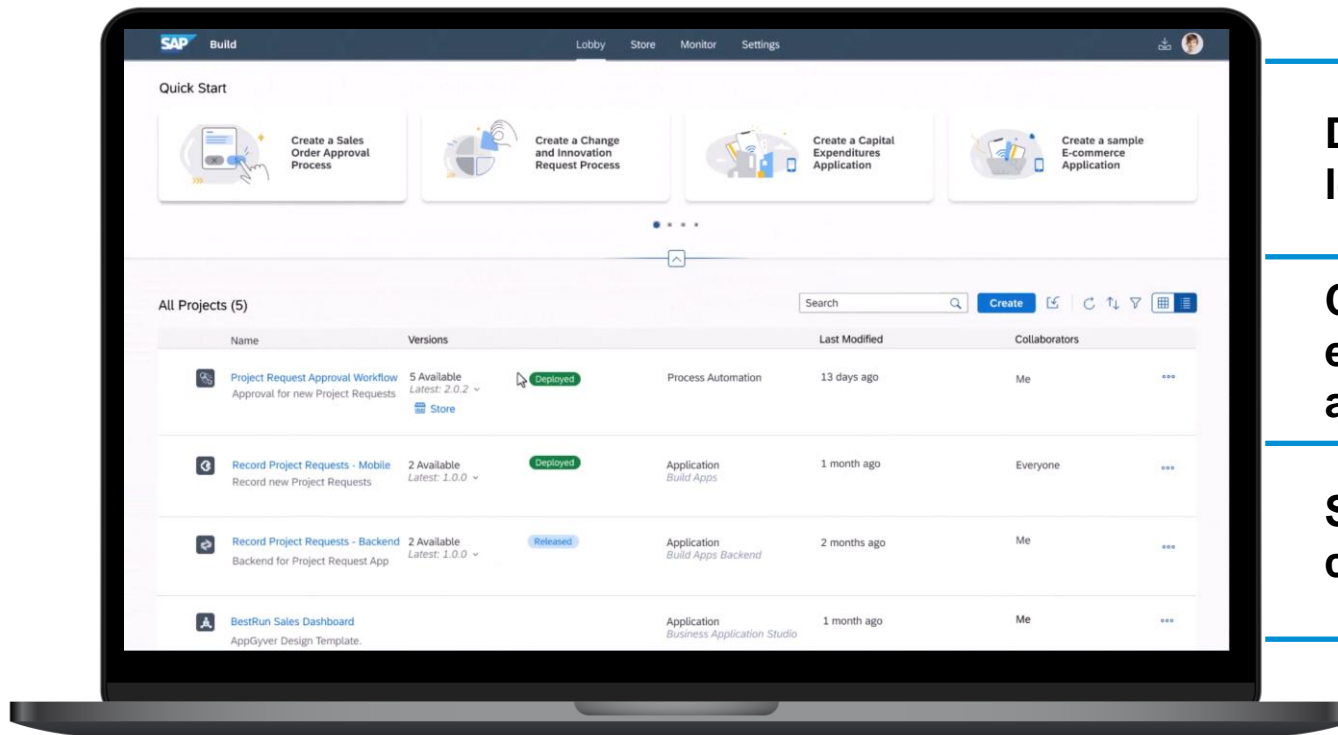 SAP Build Lobby Store Monitor Settings
Quick Start
Create a Sales
Order Approval
Process
Create a Change
and Innovation
Request Process
Create a Capital
Expenditures
Application
Create a sample
E-commerce
Application
All Projects (5)
Search
Create
Name Versions Last Modified Collaborators
Project Request Approval Workflow 5 Available Deployed Process Automation 13 days ago Me
Approval for new Project Requests Latest: 2.0.2
Store
Record Project Requests - Mobile 2 Available Deployed Application 1 month ago Everyone
Record new Project Requests Latest: 1.0.0 Build Apps
Record Project Requests - Backend 2 Available Released Application 2 months ago Me
Backend for Project Request App Latest: 1.0.0 Build Apps Backend
BestRun Sales Dashboard Application 1 month ago Me
AppGyver Design Template. Business Application Studio